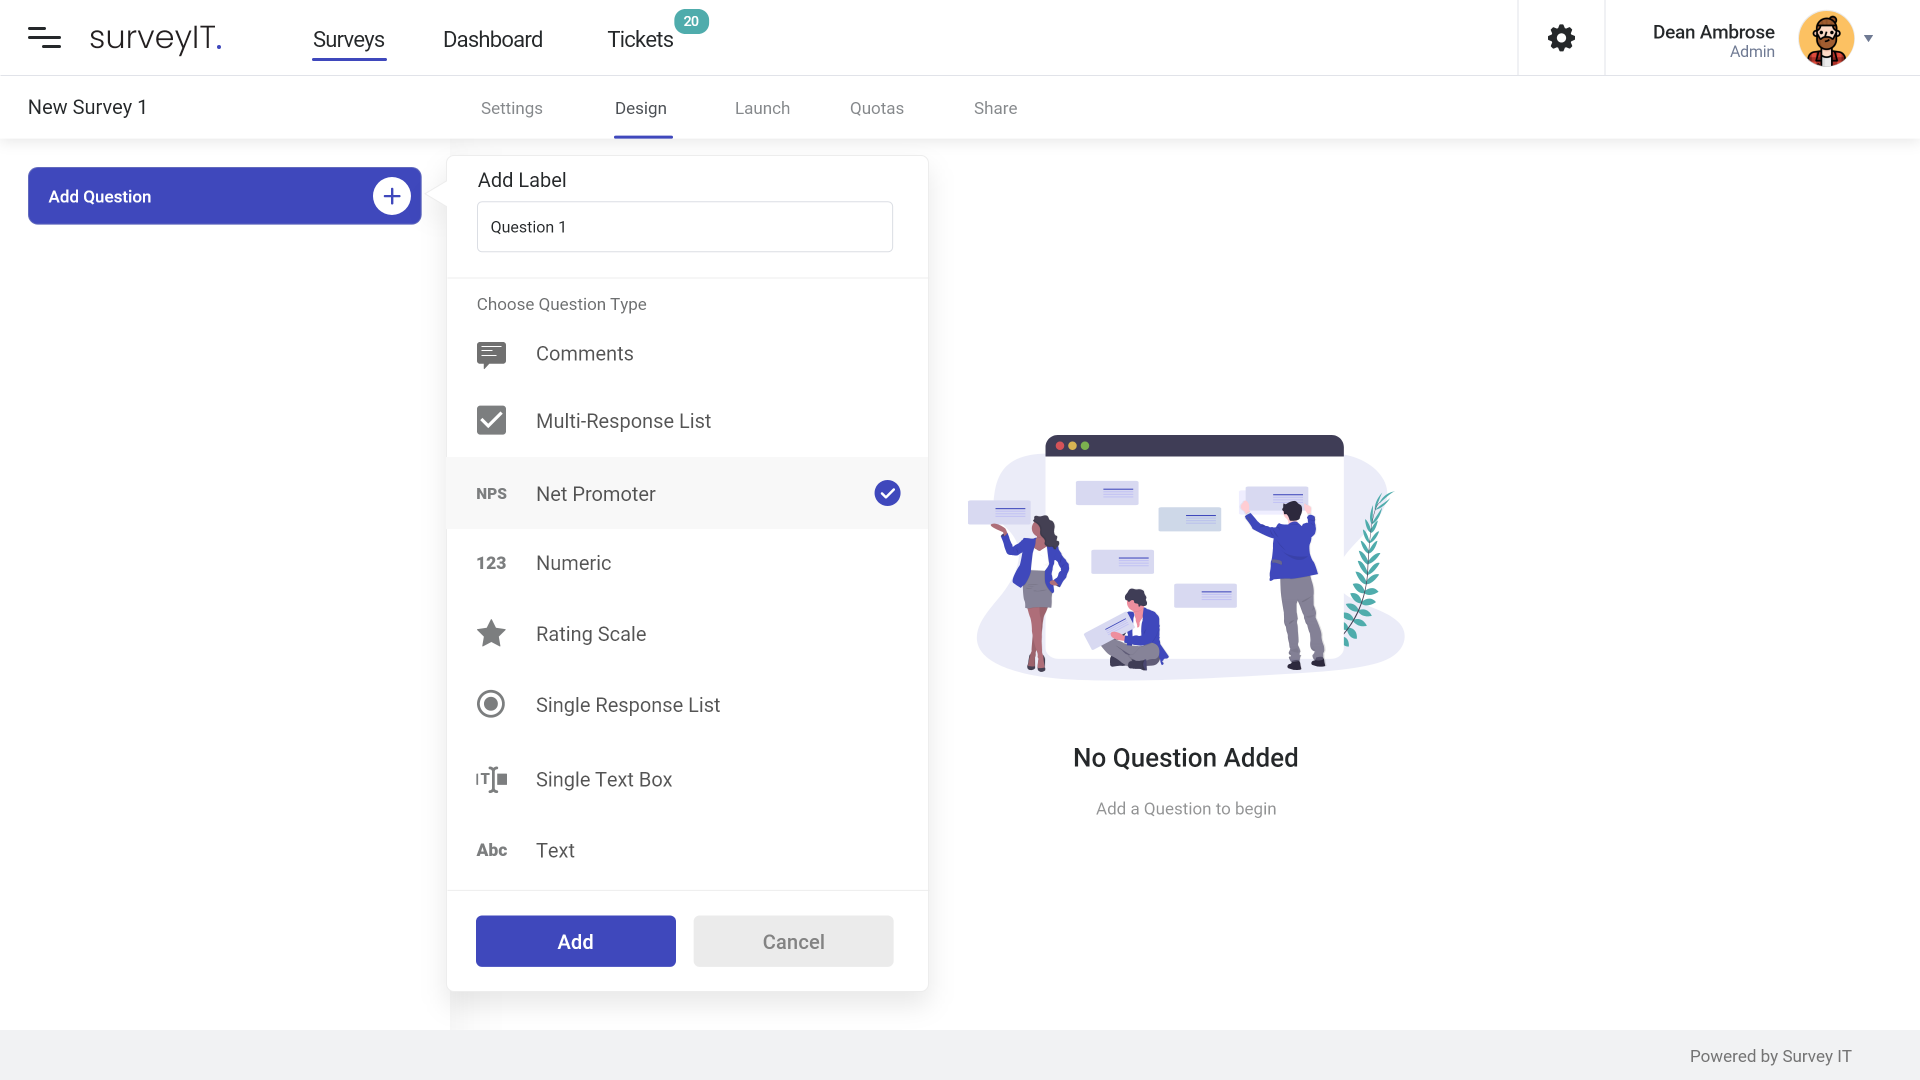 surveyIT.
Surveys
Dashboard
Tickets
20
Dean Ambrose
Admin
New Survey 1
Settings
Design
Launch
Quotas
Share
Add Question
Add Label
Question 1
Choose Question Type
Comments
Multi-Response List
NPS
Net Promoter
123
Numeric
Rating Scale
Single Response List
T
Single Text Box
Abc
Text
Add
Cancel
No Question Added
Add a Question to begin
Powered by Survey IT